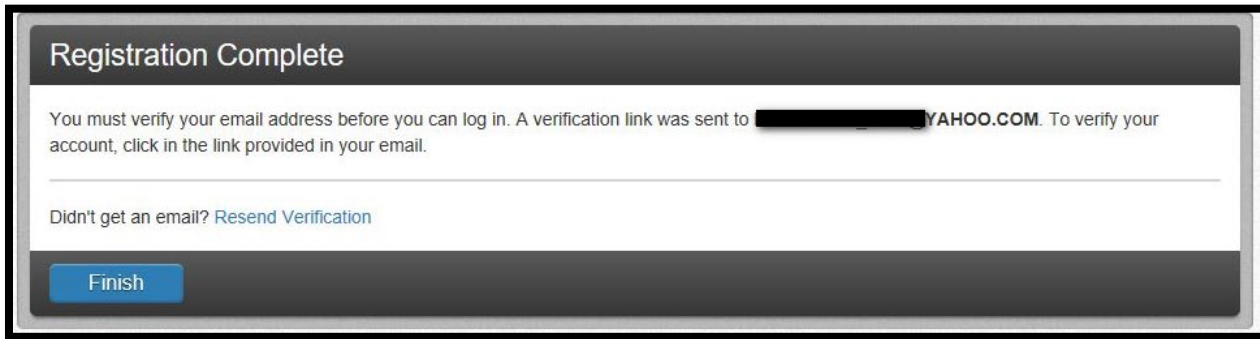 Registration Complete
You must verify your email address before you can log in. A verification link was sent to YAHOO.COM. To verify your
account, click in the link provided in your email.
Didn't get an email? Resend Verification
Finish